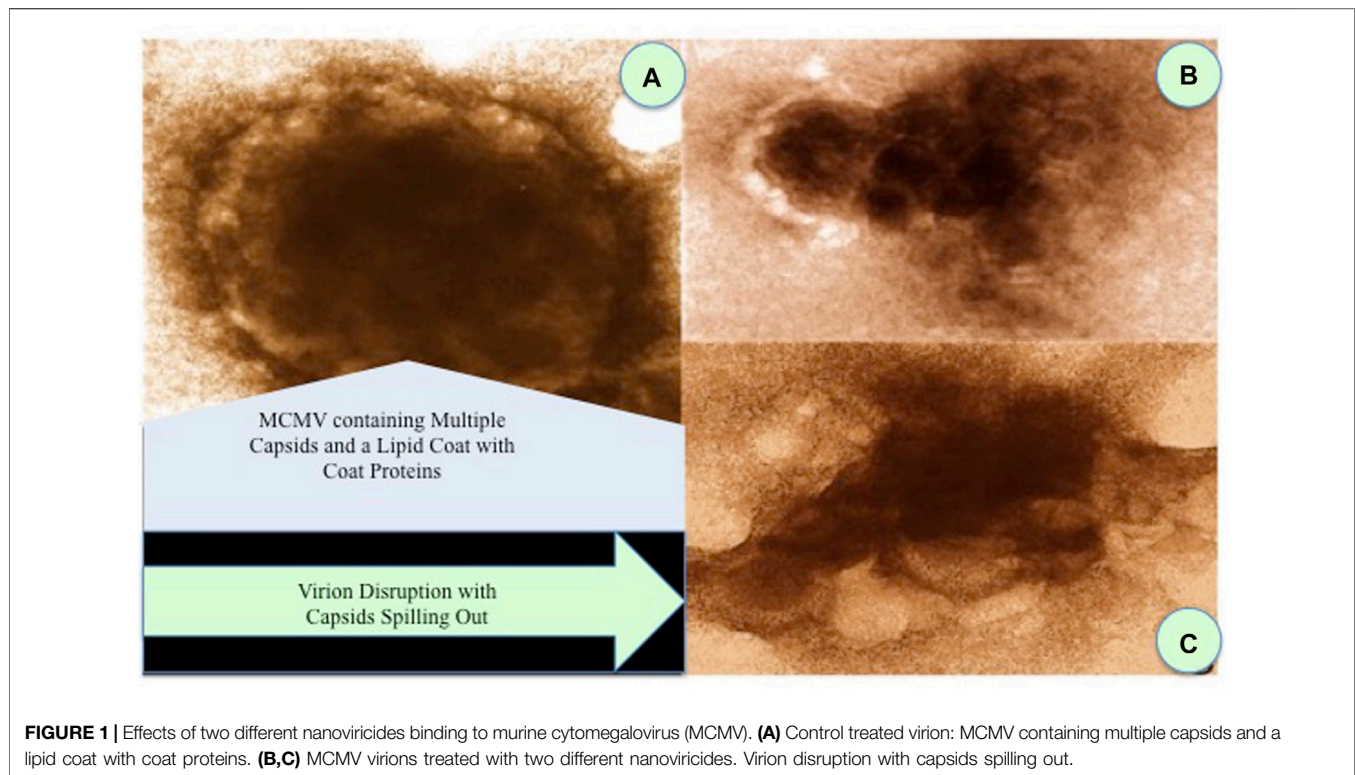 A
B
MCMV containing Multiple
Capsids and a Lipid Coat with
Coat Proteins
Virion Disruption with
Capsids Spilling Out
C
FIGURE 1 | Effects of two different nanoviricides binding to murine cytomegalovirus (MCMV). (A) Control treated virion: MCMV containing multiple capsids and a
lipid coat with coat proteins. (B,C) MCMV virions treated with two different nanoviricides. Virion disruption with capsids spilling out.